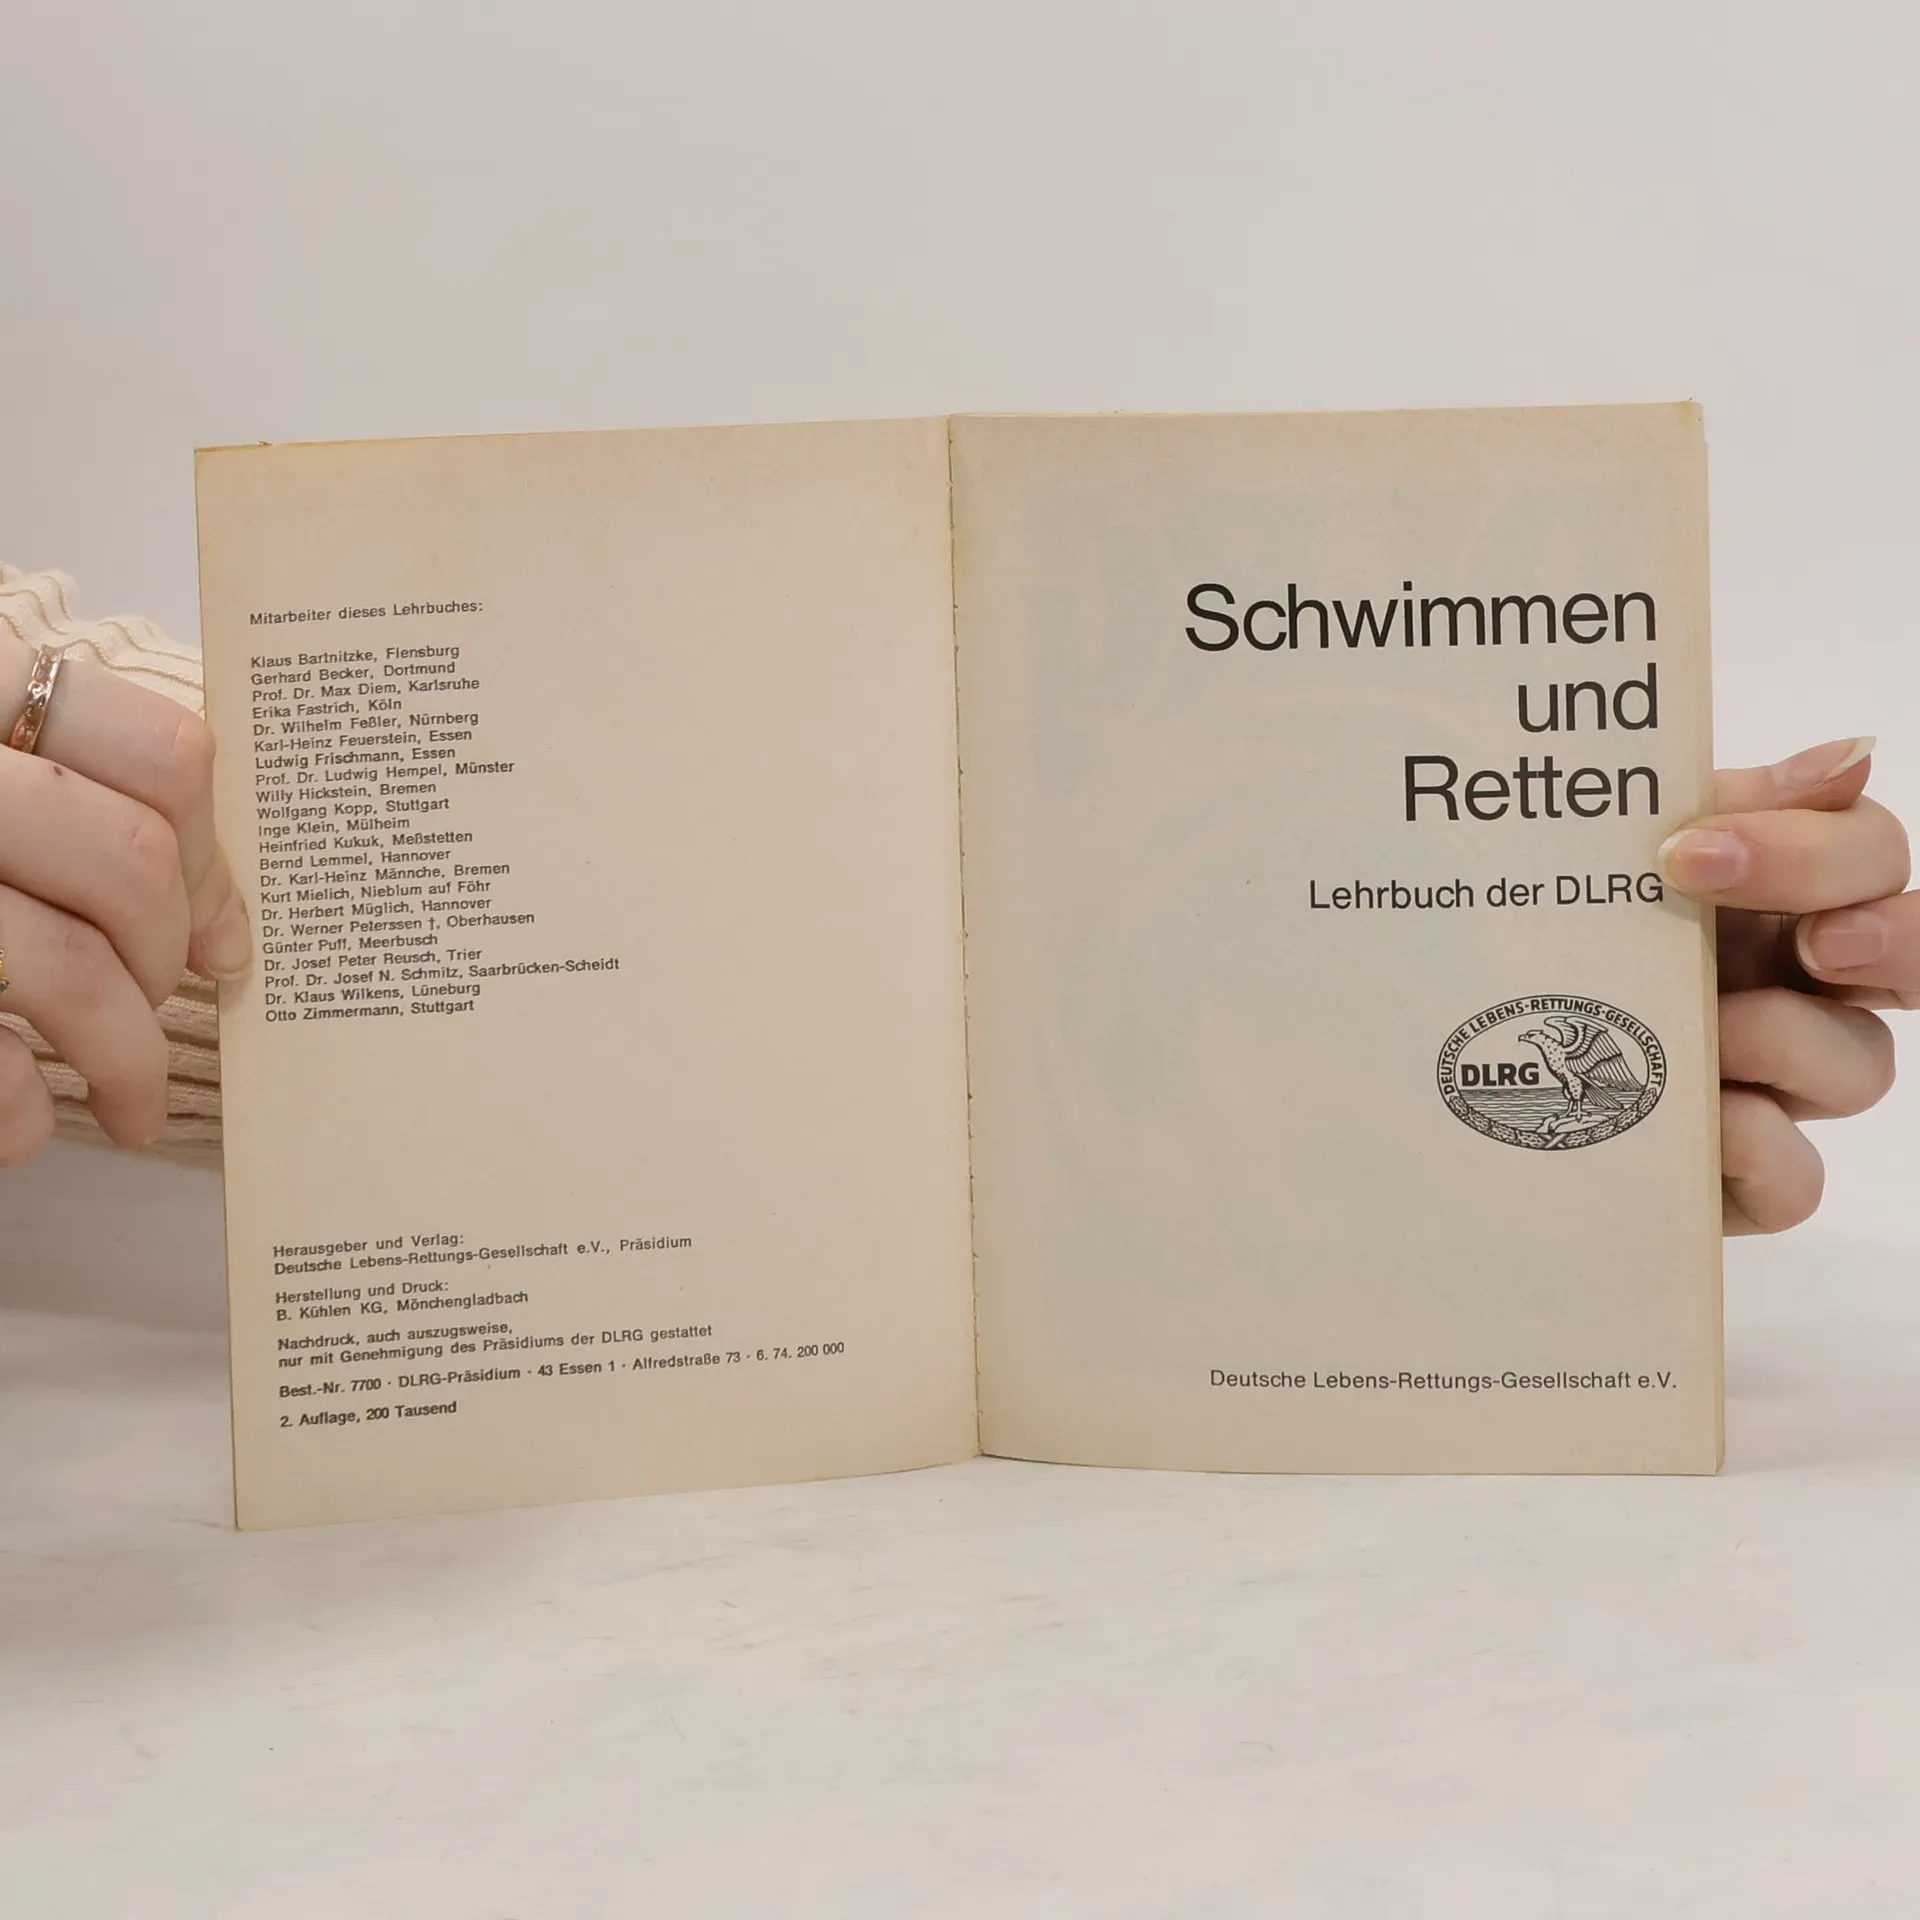 Mitarbeiter dieses Lehrbuches:
Klaus Bartnitzke, Flensburg
Gerhard Becker, Dortmund
Prof. Dr. Max Diem, Karlsruhe
Erika Fastrich, Köln
Dr. Wilhelm Feßler, Nürnberg
Karl-Heinz Feuerstein, Essen
Ludwig Frischmann, Essen
Prof. Dr. Ludwig Hempel, Münster
Willy Hickstein, Bremen
Wolfgang Kopp, Stuttgart
Inge Klein, Mülheim
Heinfried Kukuk, Meßstetten
Bernd Lemmel, Hannover
Dr. Karl-Heinz Männche, Bremen
Kurt Mielich, Nieblum auf Föhr
Dr. Herbert Müglich, Hannover
Dr. Werner Peterssen †, Oberhausen
Günter Puff, Meerbusch
Dr. Josef Peter Reusch, Trier
Prof. Dr. Josef N. Schmitz, Saarbrücken-Scheidt
Dr. Klaus Wilkens, Lüneburg
Otto Zimmermann, Stuttgart
Herausgeber und Verlag:
Deutsche Lebens-Rettungs-Gesellschaft e.V., Präsidium
Herstellung und Druck:
B. Kühlen KG, Mönchengladbach
Nachdruck, auch auszugsweise,
nur mit Genehmigung des Präsidiums der DLRG gestattet
Best.-Nr. 7700 · DLRG-Präsidium · 43 Essen 1 · Alfredstraße 73 · 6. 74. 200 000
2. Auflage, 200 Tausend
Schwimmen
und
Retten
Lehrbuch der DLRG
DEUTSCHE LEBENS-RETTUNGS-GESELLSCHAFT
DLRG
Deutsche Lebens-Rettungs-Gesellschaft e.V.